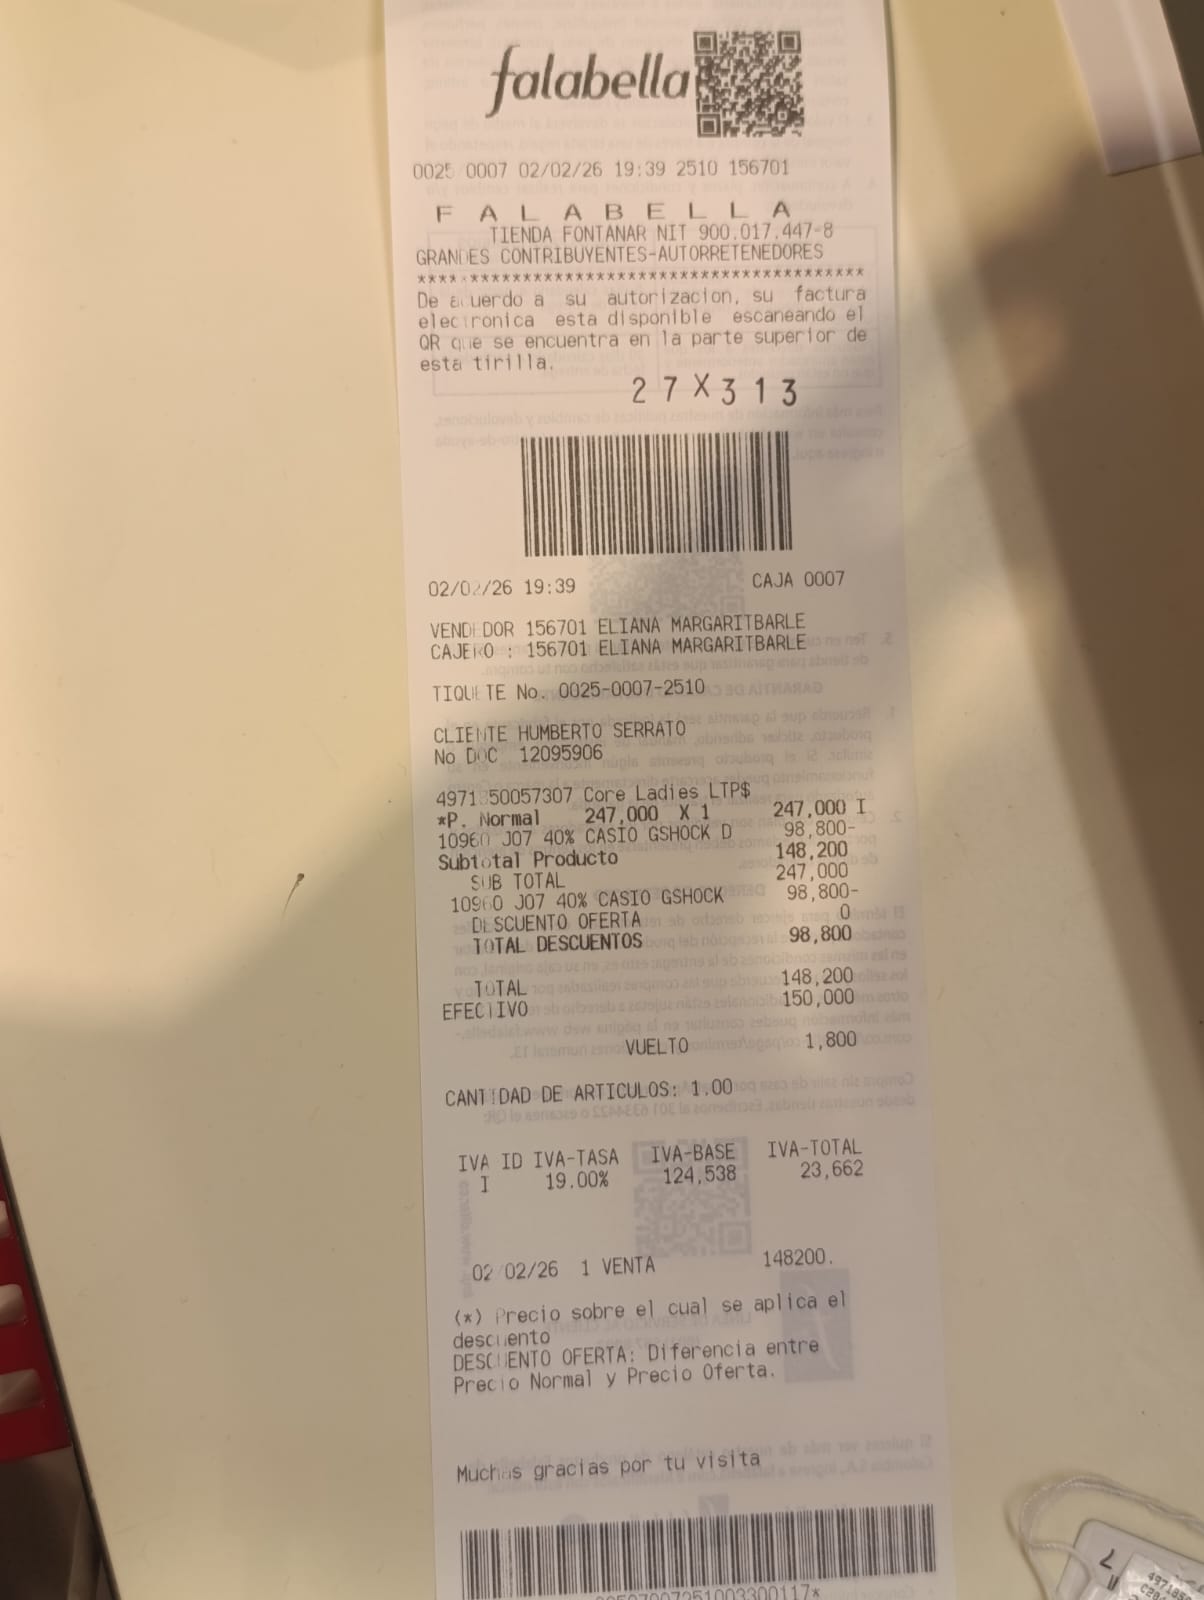 falabella
0025 0007 02/02/26 19:39 2510 156701
F A L A B E L L A
TIENDA FONTANAR NIT 900.017.447-8
GRANDES CONTRIBUYENTES-AUTORRETENEDORES
******************************************
De acuerdo a su autorizacion, su factura
electronica esta disponible escaneando el
QR que se encuentra en la parte superior de
esta tirilla.
27X313
02/02/26 19:39 CAJA 0007
VENDEDOR 156701 ELIANA MARGARITBARLE
CAJERO : 156701 ELIANA MARGARITBARLE
TIQUETE No. 0025-0007-2510
CLIENTE HUMBERTO SERRATO
No DOC 12095906
4971850057307 Core Ladies LTP$
*P. Normal 247,000 X 1 247,000 I
10960 J07 40% CASIO GSHOCK D 98,800-
Subtotal Producto 148,200
SUB TOTAL 247,000
10960 J07 40% CASIO GSHOCK 98,800-
DESCUENTO OFERTA 0
TOTAL DESCUENTOS 98,800
TOTAL 148,200
EFECTIVO 150,000
VUELTO 1,800
CANTIDAD DE ARTICULOS: 1.00
IVA ID IVA-TASA IVA-BASE IVA-TOTAL
I 19.00% 124,538 23,662
02/02/26 1 VENTA 148200.
(*) Precio sobre el cual se aplica el
descuento
DESCUENTO OFERTA: Diferencia entre
Precio Normal y Precio Oferta.
Muchas gracias por tu visita